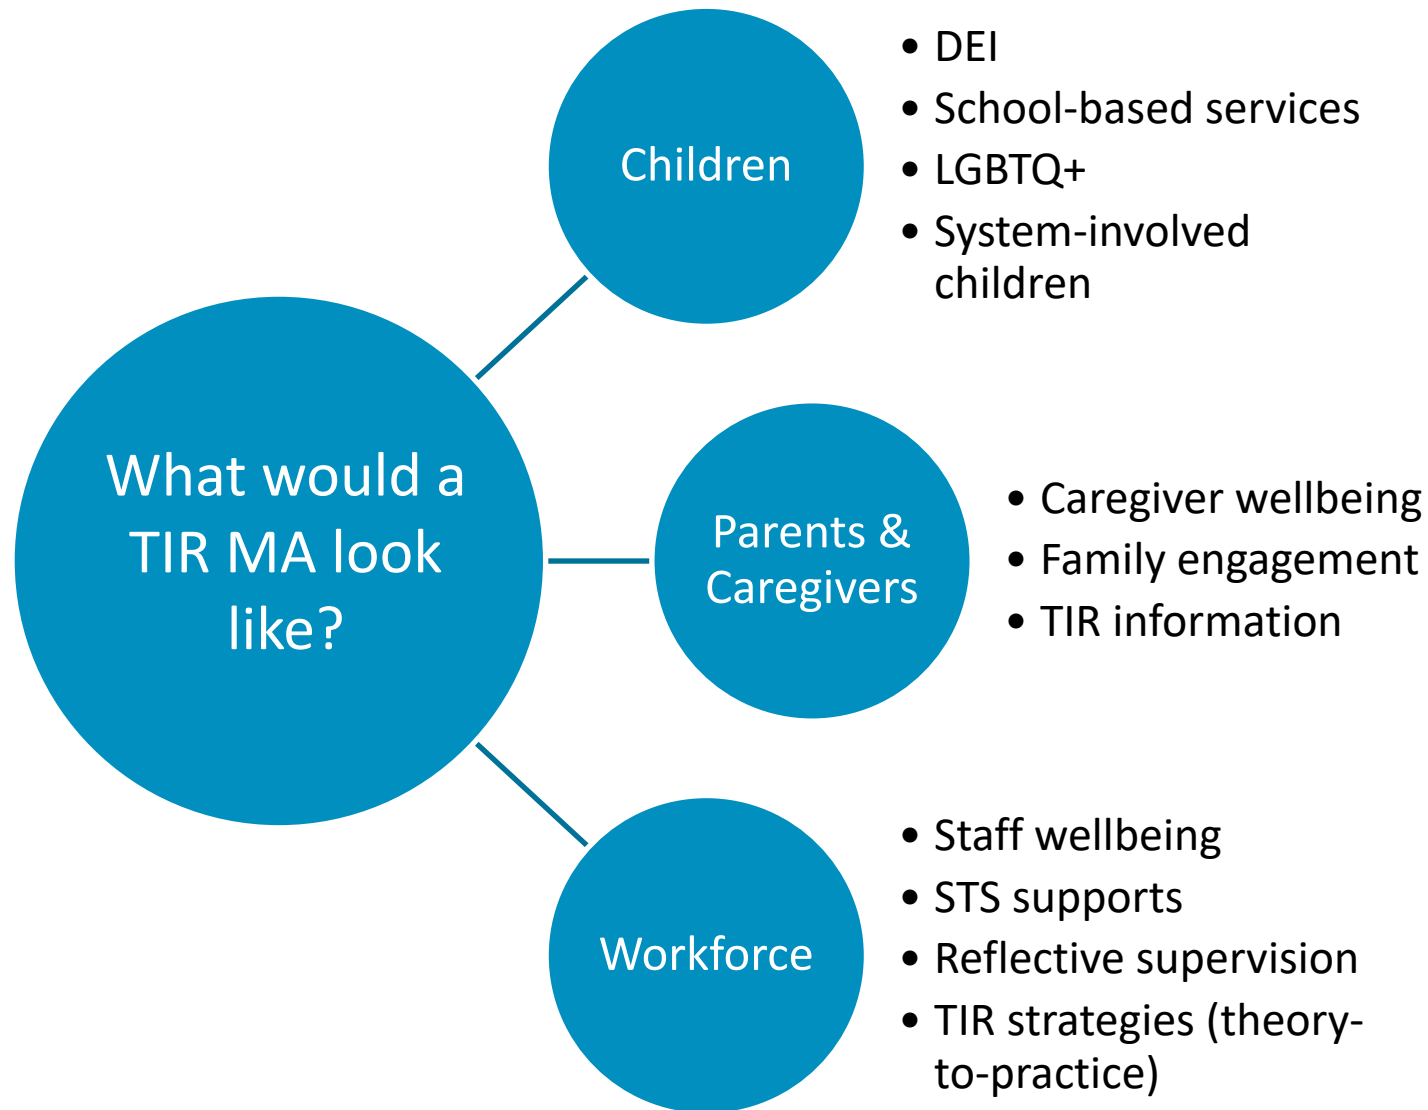 What would a
TIR MA look
like?
Children
• DEI
• School-based services
• LGBTQ+
• System-involved
children
Parents &
Caregivers
• Caregiver wellbeing
• Family engagement
• TIR information
Workforce
• Staff wellbeing
• STS supports
• Reflective supervision
• TIR strategies (theory-
to-practice)